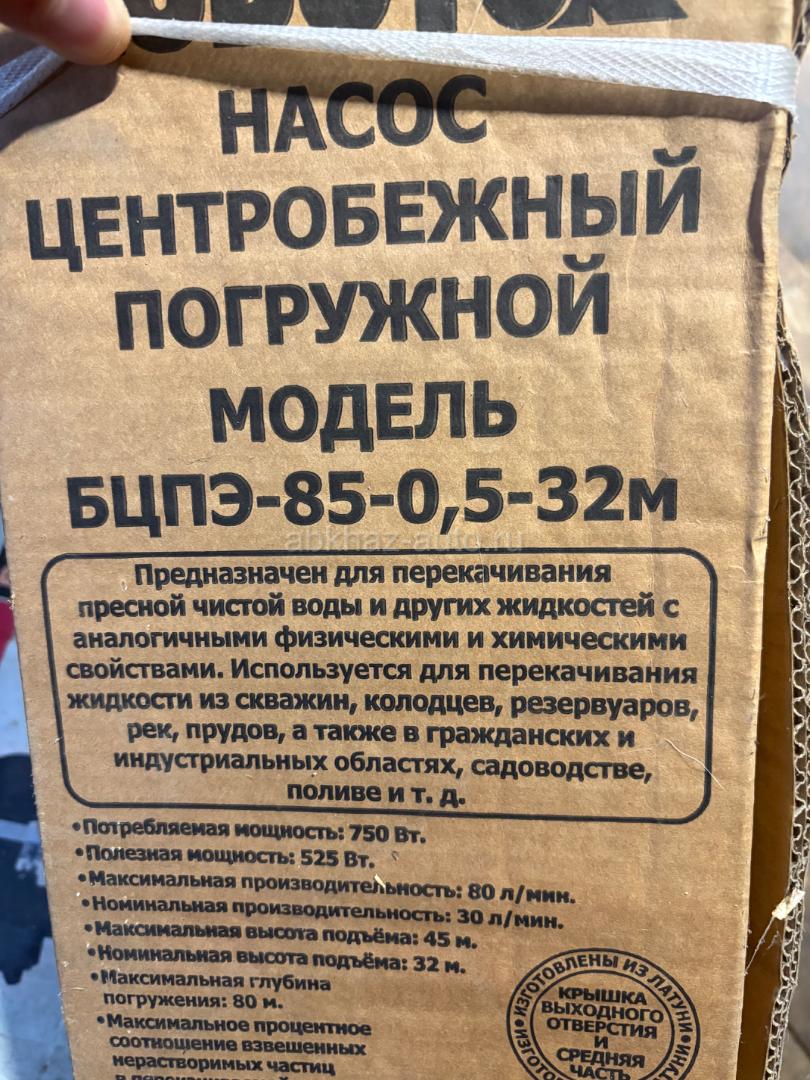 НАСОС
ЦЕНТРОБЕЖНЫЙ
ПОГРУЖНОЙ
МОДЕЛЬ
БЦПЭ-85-0,5-32м
abkhaz-auto.ru
Предназначен для перекачивания
пресной чистой воды и других жидкостей с
аналогичными физическими и химическими
свойствами. Используется для перекачивания
жидкости из скважин, колодцев, резервуаров,
рек, прудов, а также в гражданских и
индустриальных областях, садоводстве,
поливе и т. д.
•Потребляемая мощность: 750 Вт.
•Полезная мощность: 525 Вт.
•Максимальная производительность: 80 л/мин.
•Номинальная производительность: 30 л/мин.
•Максимальная высота подъёма: 45 м.
•Номинальная высота подъёма: 32 м.
•Максимальная глубина
погружения: 80 м.
•Максимальное процентное
соотношение взвешенных
нерастворимых частиц
ИЗГОТОВЛЕНЫ ИЗ ЛАТУНИ
КРЫШКА
ВЫХОДНОГО
ОТВЕРСТИЯ
И
СРЕДНЯЯ
ЧАСТЬ